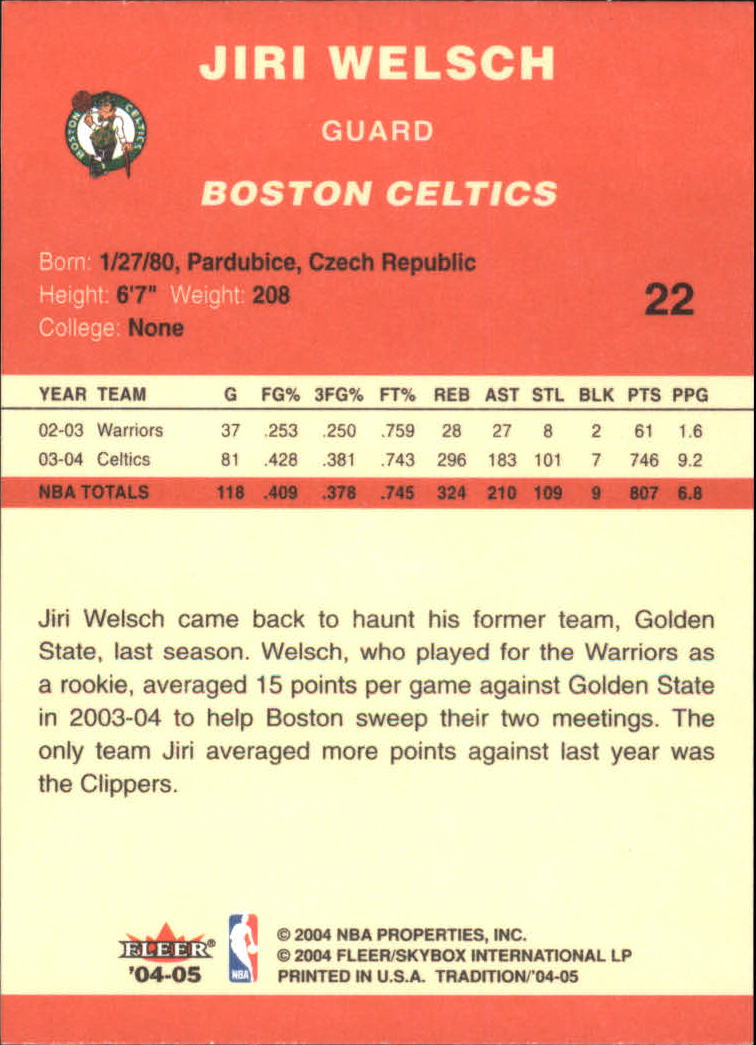 JIRI WELSCH
BOSTON CELTICS
GUARD
BOSTON CELTICS
Born: 1/27/80, Pardubice, Czech Republic
Height: 6'7" Weight: 208
22
College: None
YEAR TEAM G FG% 3FG% FT% REB AST STL BLK PTS PPG
02-03 Warriors 37 .253 .250 .759 28 27 8 2 61 1.6
03-04 Celtics 81 .428 .381 .743 296 183 101 7 746 9.2
NBA TOTALS 118 .409 .378 .745 324 210 109 9 807 6.8
Jiri Welsch came back to haunt his former team, Golden
State, last season. Welsch, who played for the Warriors as
a rookie, averaged 15 points per game against Golden State
in 2003-04 to help Boston sweep their two meetings. The
only team Jiri averaged more points against last year was
the Clippers.
FLEER®
'04-05
NBA
© 2004 NBA PROPERTIES, INC.
© 2004 FLEER/SKYBOX INTERNATIONAL LP
PRINTED IN U.S.A. TRADITION/'04-05